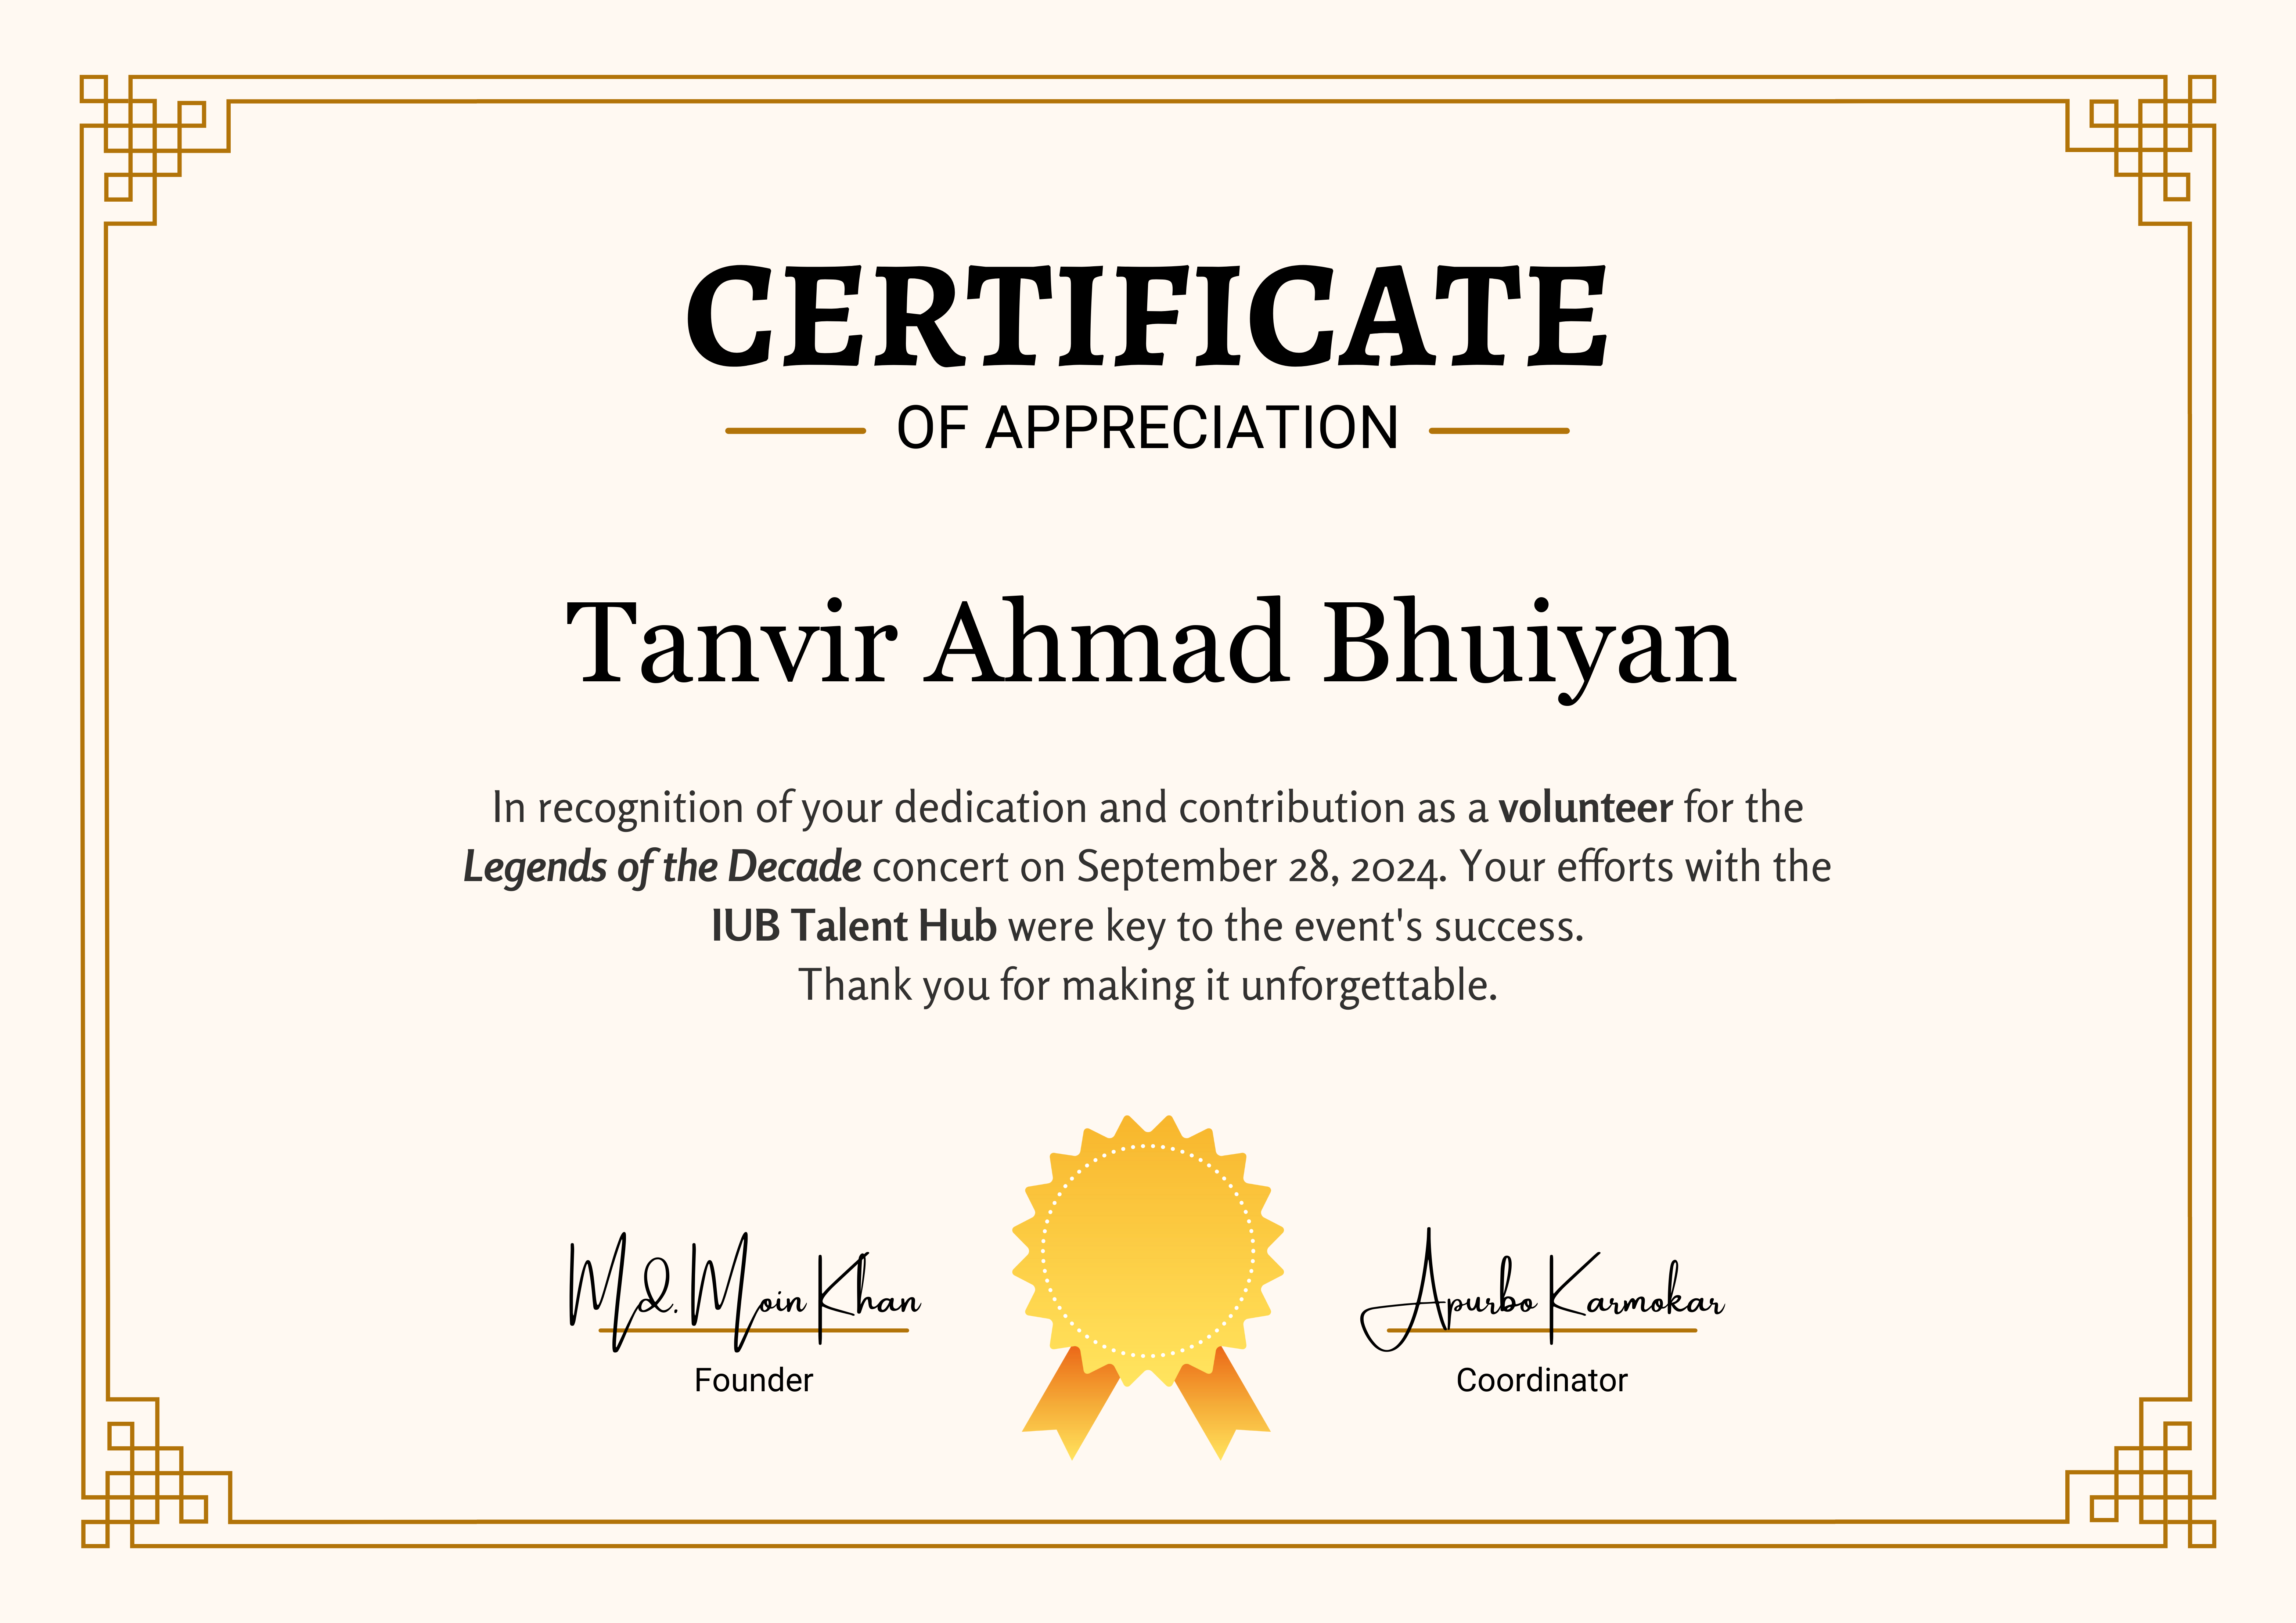 CERTIFICATE
OF APPRECIATION
Tanvir Ahmad Bhuiyan
In recognition of your dedication and contribution as a volunteer for the
Legends of the Decade concert on September 28, 2024. Your efforts with the
IUB Talent Hub were key to the event's success.
Thank you for making it unforgettable.
Md. Moin Khan
Founder
Apurbo Karmokar
Coordinator